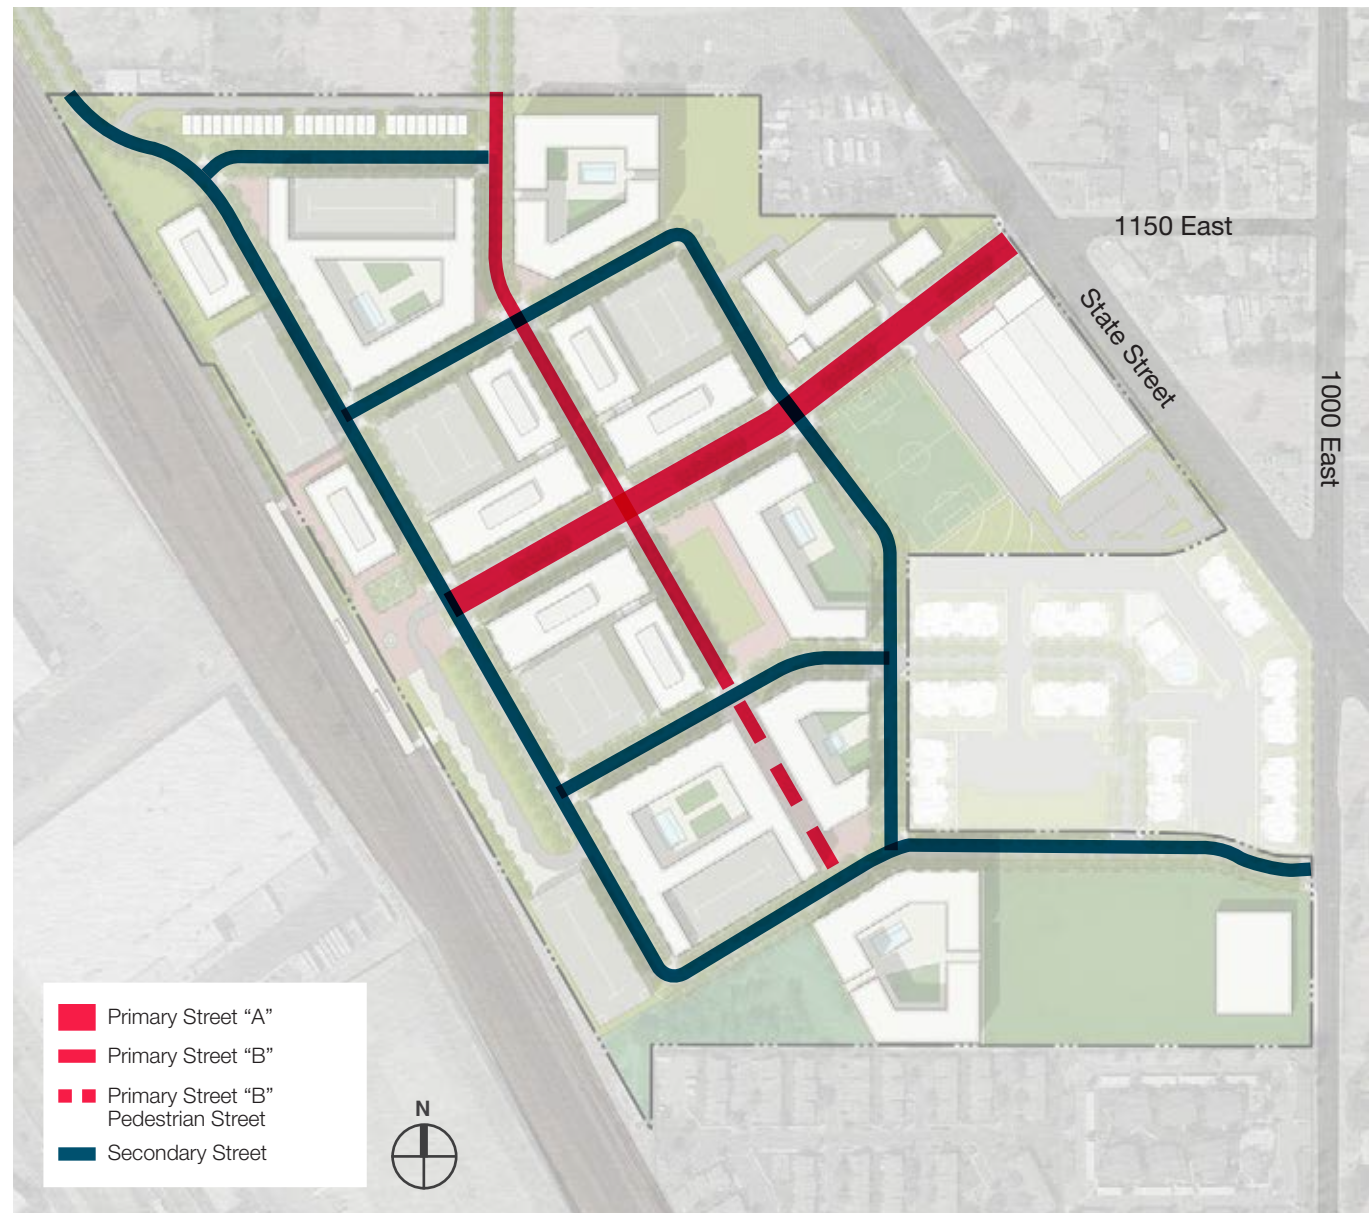 1150 East
State Street
1000 East
Primary Street “A”
Primary Street “B”
Primary Street “B”
Pedestrian Street
Secondary Street
N